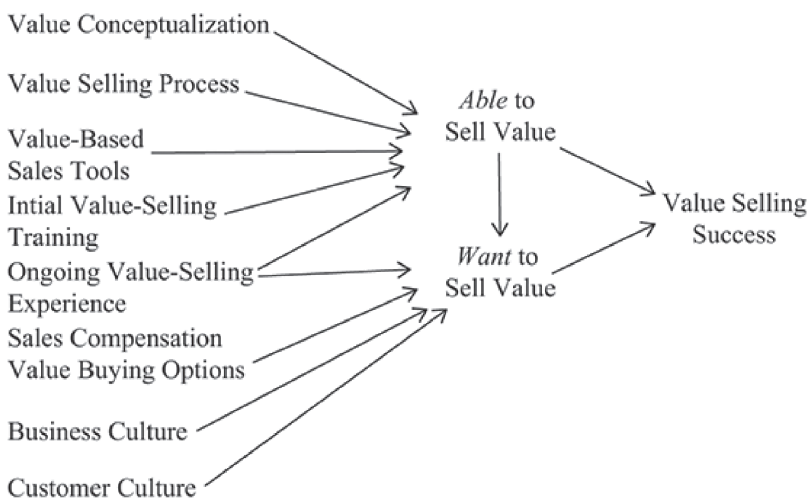 Value Conceptualization
Value Selling Process
Value-Based
Sales Tools
Intial Value-Selling
Training
Ongoing Value-Selling
Experience
Sales Compensation
Value Buying Options
Business Culture
Customer Culture
Able to
Sell Value
Want to
Sell Value
Value Selling
Success